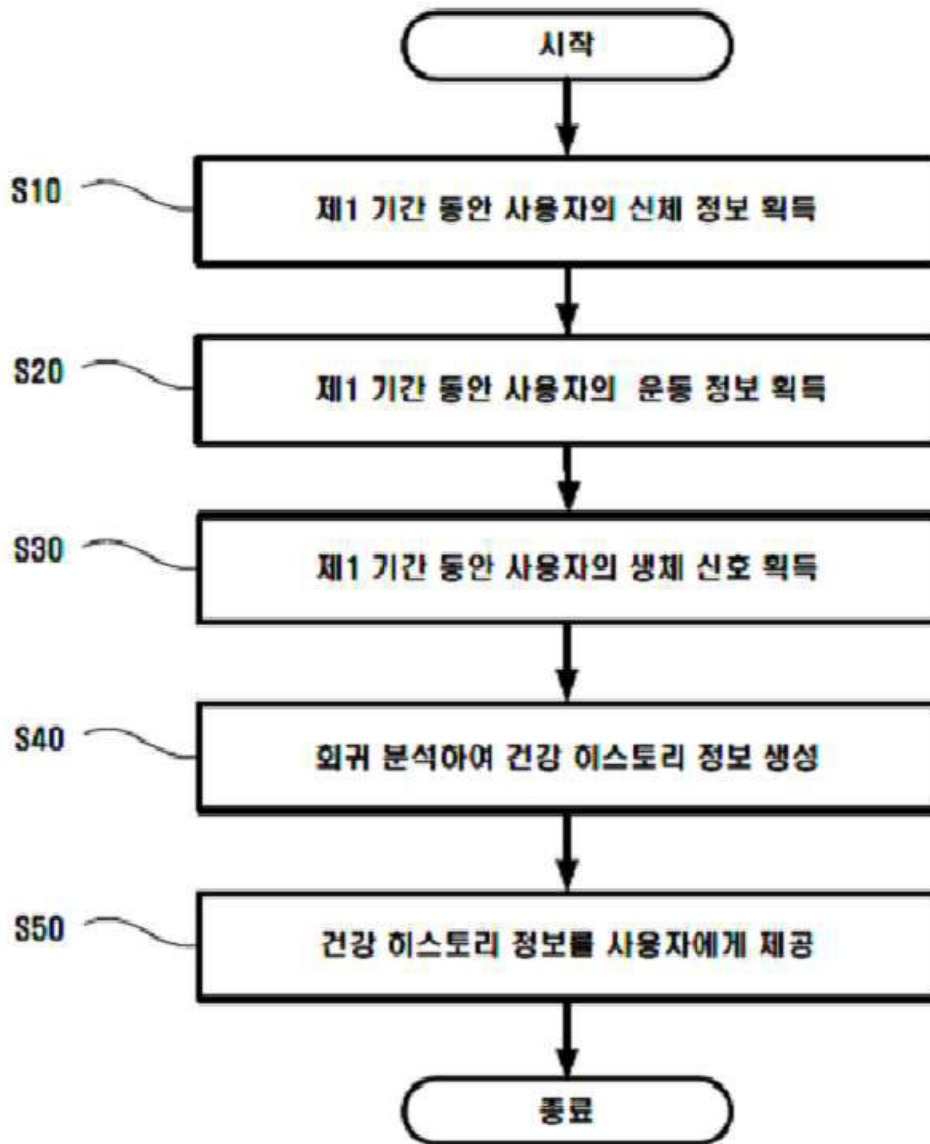 시작
S10 제1 기간 동안 사용자의 신체 정보 획득
S20 제1 기간 동안 사용자의 운동 정보 획득
S30 제1 기간 동안 사용자의 생체 신호 획득
S40 회귀 분석하여 건강 히스토리 정보 생성
S50 건강 히스토리 정보를 사용자에게 제공
종료